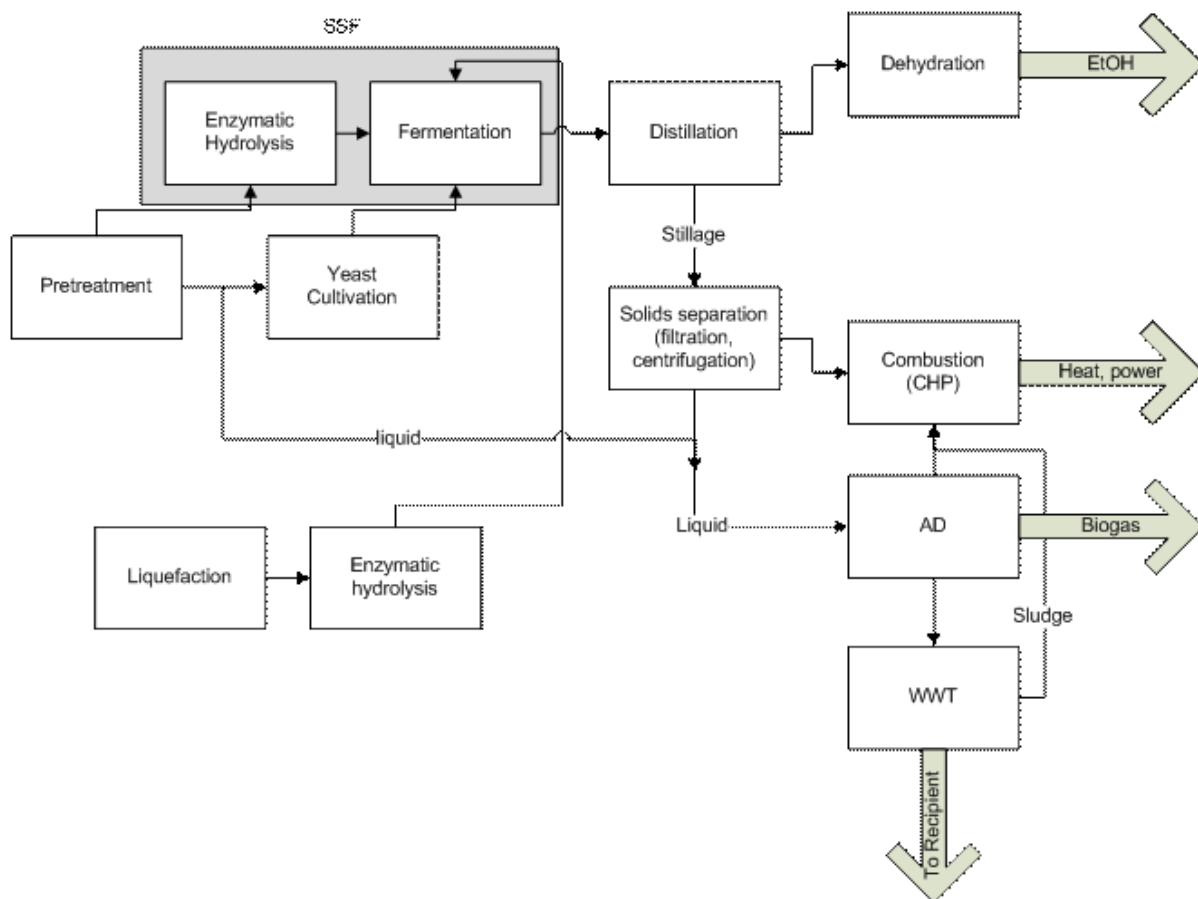 SSF
Dehydration
EtOH
Enzymatic
Hydrolysis
Fermentation
Distillation
Stillage
Pretreatment
Yeast
Cultivation
Solids separation
(filtration,
centrifugation)
Combustion
(CHP)
Heat, power
liquid
Liquid
AD
Biogas
Liquefaction
Enzymatic
hydrolysis
Sludge
WWT
To Recipient